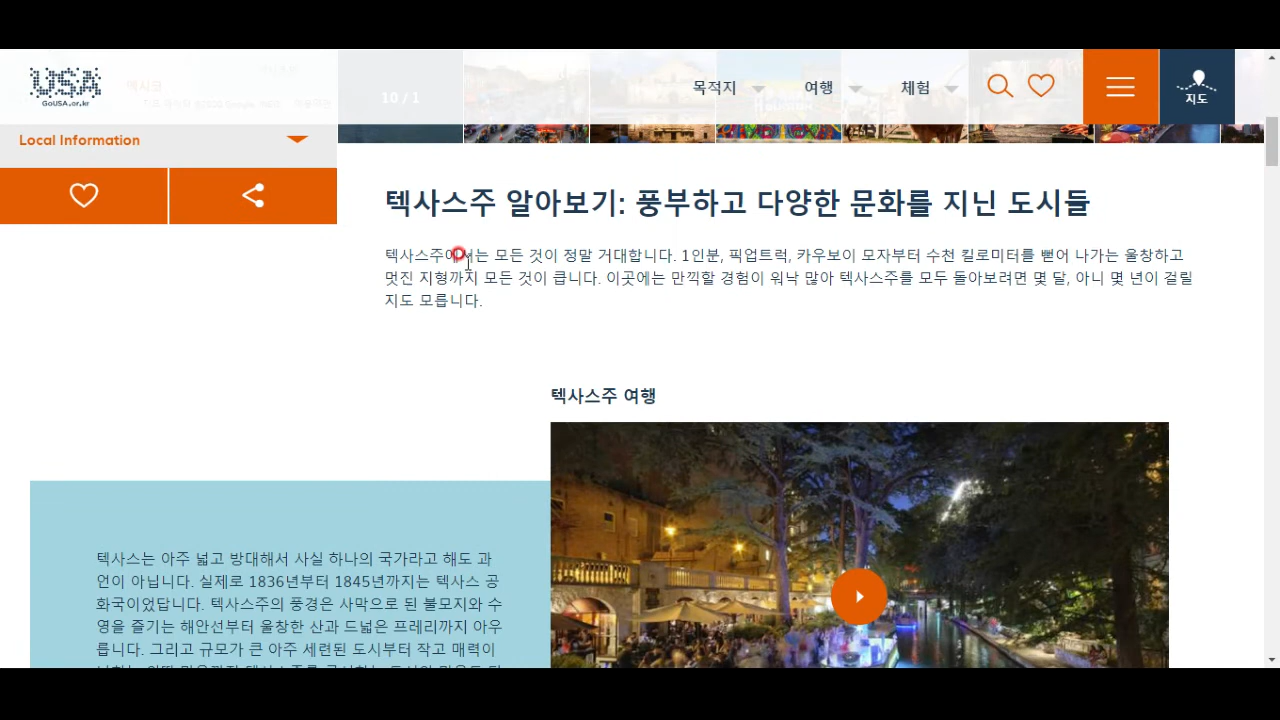 USA
GoUSA.or.kr
멕시코
10 / 1
목적지
여행
체험
지도
Local Information
텍사스주 알아보기: 풍부하고 다양한 문화를 지닌 도시들
텍사스주에서는 모든 것이 정말 거대합니다. 1인분, 픽업트럭, 카우보이 모자부터 수천 킬로미터를 뻗어 나가는 울창하고
멋진 지형까지 모든 것이 큽니다. 이곳에는 만끽할 경험이 워낙 많아 텍사스주를 모두 돌아보려면 몇 달, 아니 몇 년이 걸릴
지도 모릅니다.
텍사스주 여행
텍사스는 아주 넓고 방대해서 사실 하나의 국가라고 해도 과
언이 아닙니다. 실제로 1836년부터 1845년까지는 텍사스 공
화국이었답니다. 텍사스주의 풍경은 사막으로 된 불모지와 수
영을 즐기는 해안선부터 울창한 산과 드넓은 프레리까지 아우
릅니다. 그리고 규모가 큰 아주 세련된 도시부터 작고 매력이